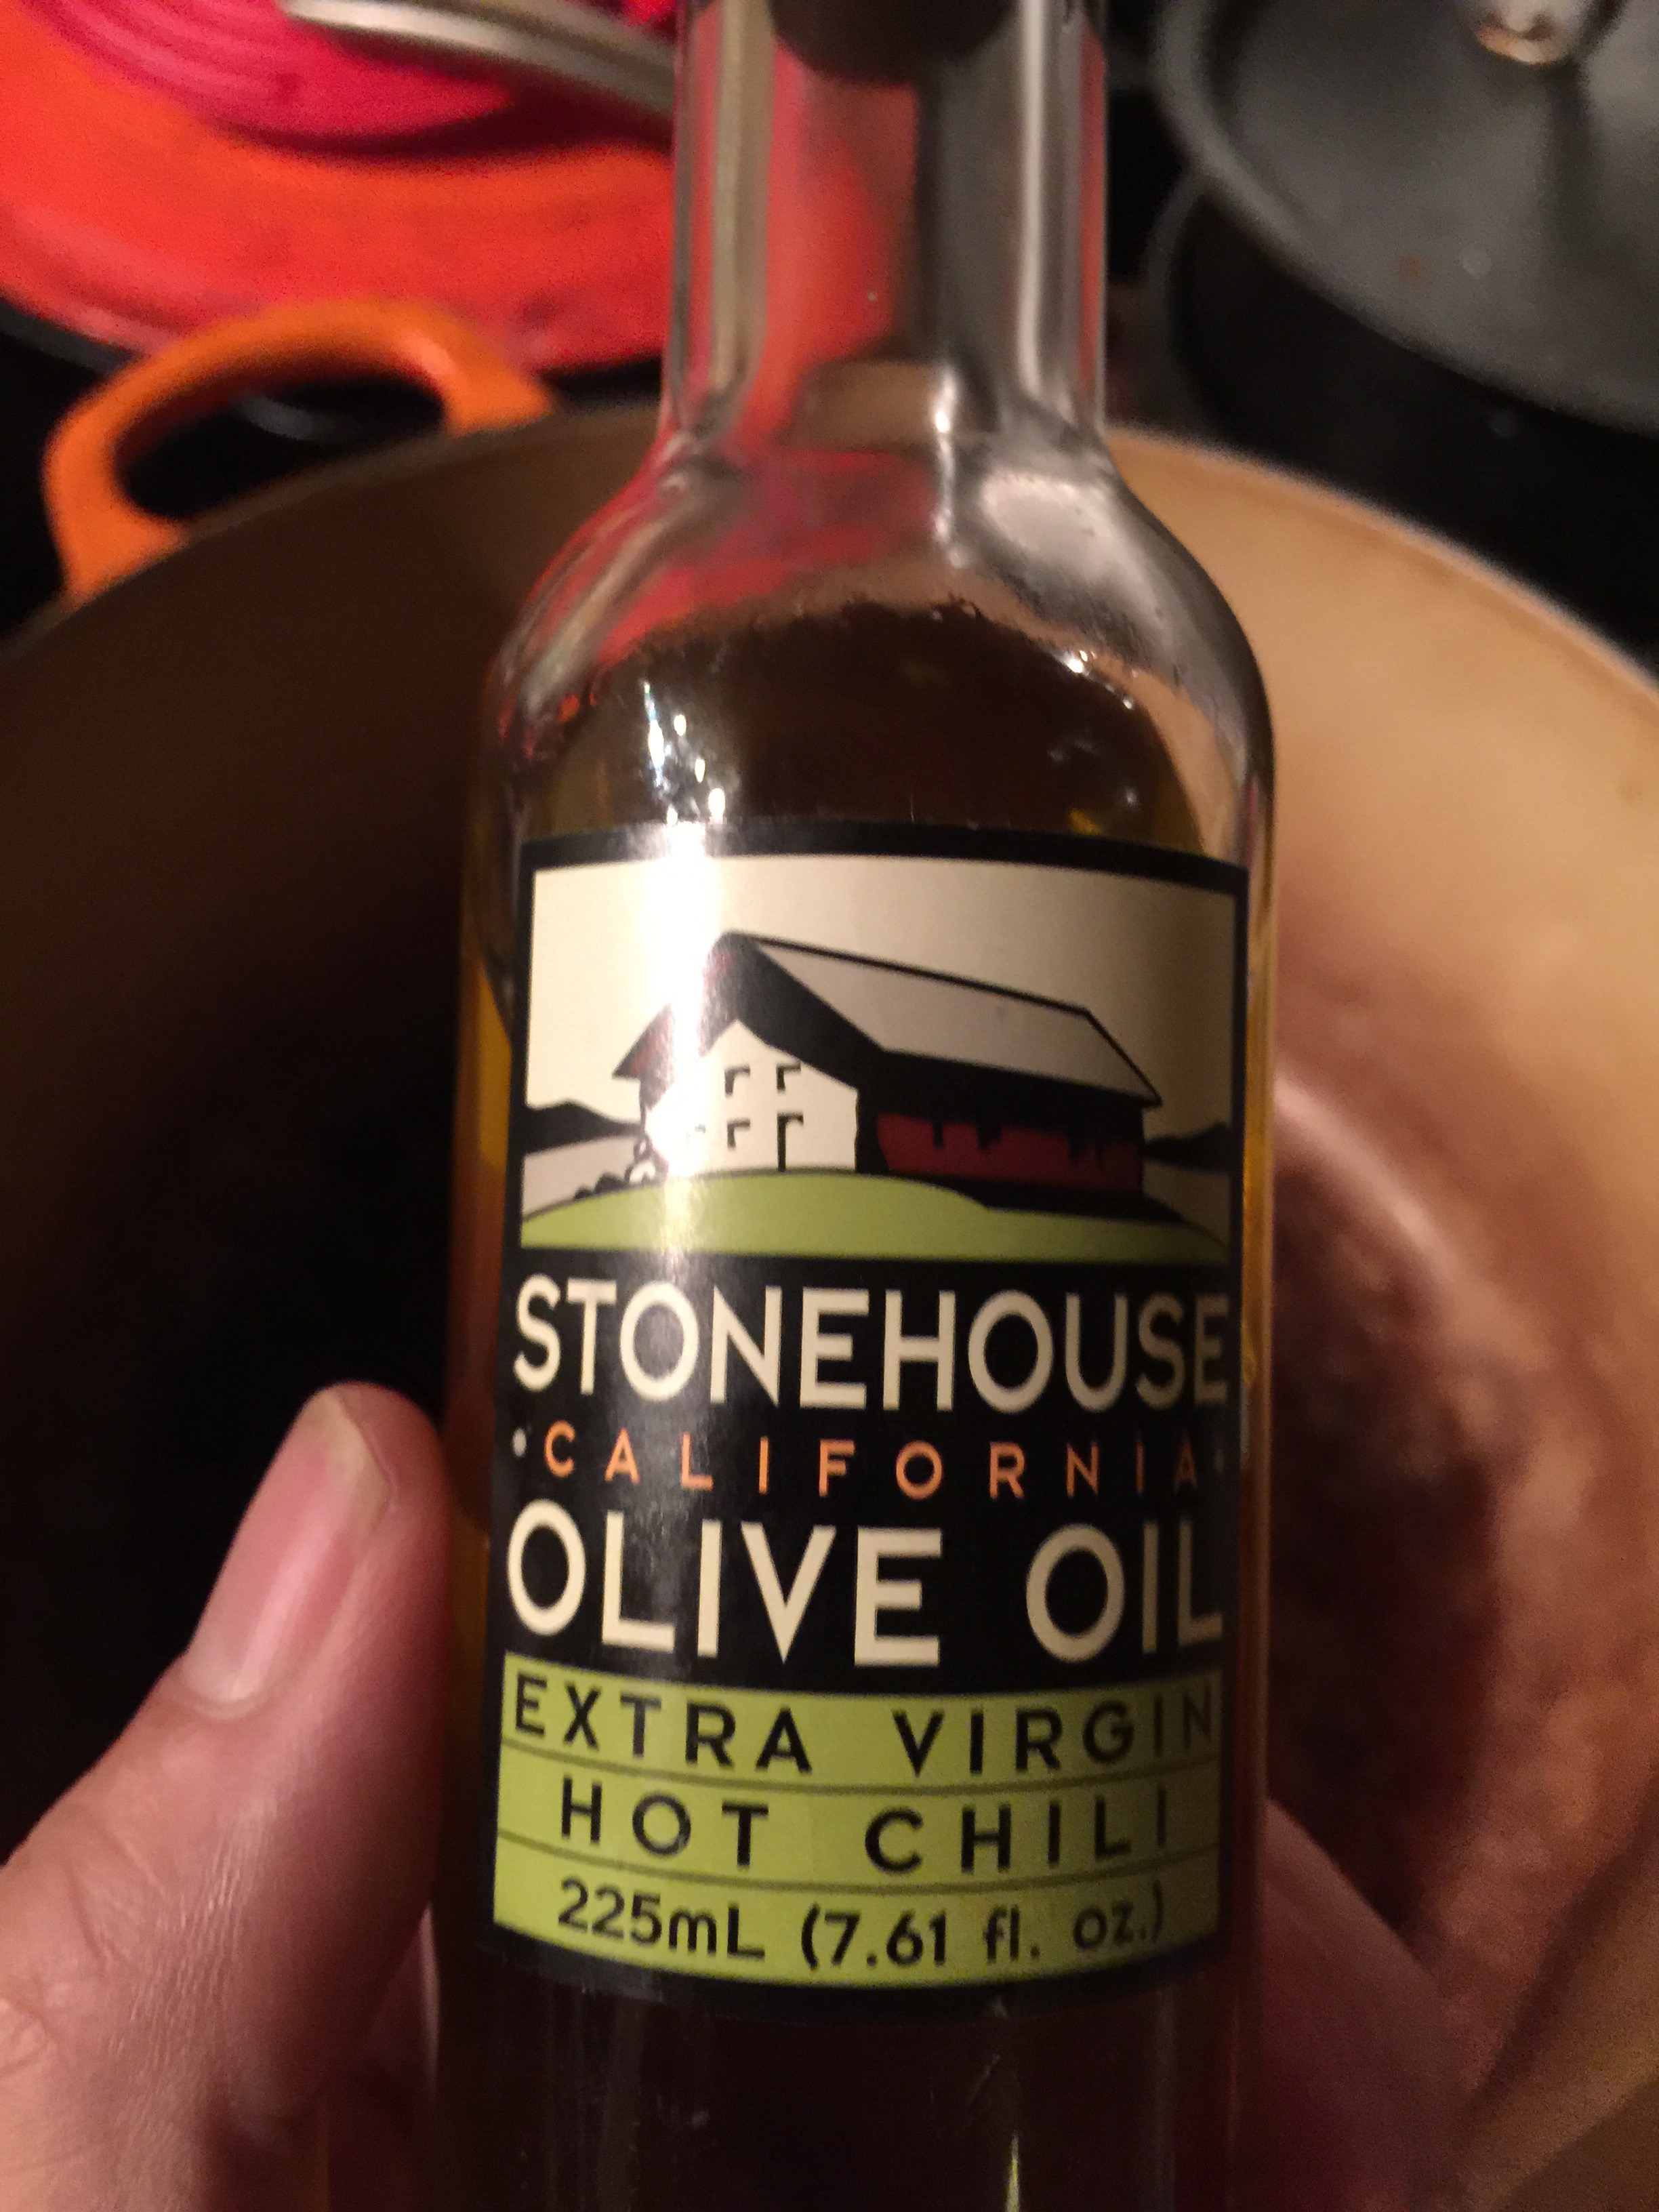 STONEHOUSE
•CALIFORNIA•
OLIVE OIL
EXTRA VIRGIN
HOT CHILI
225mL (7.61 fl. oz.)